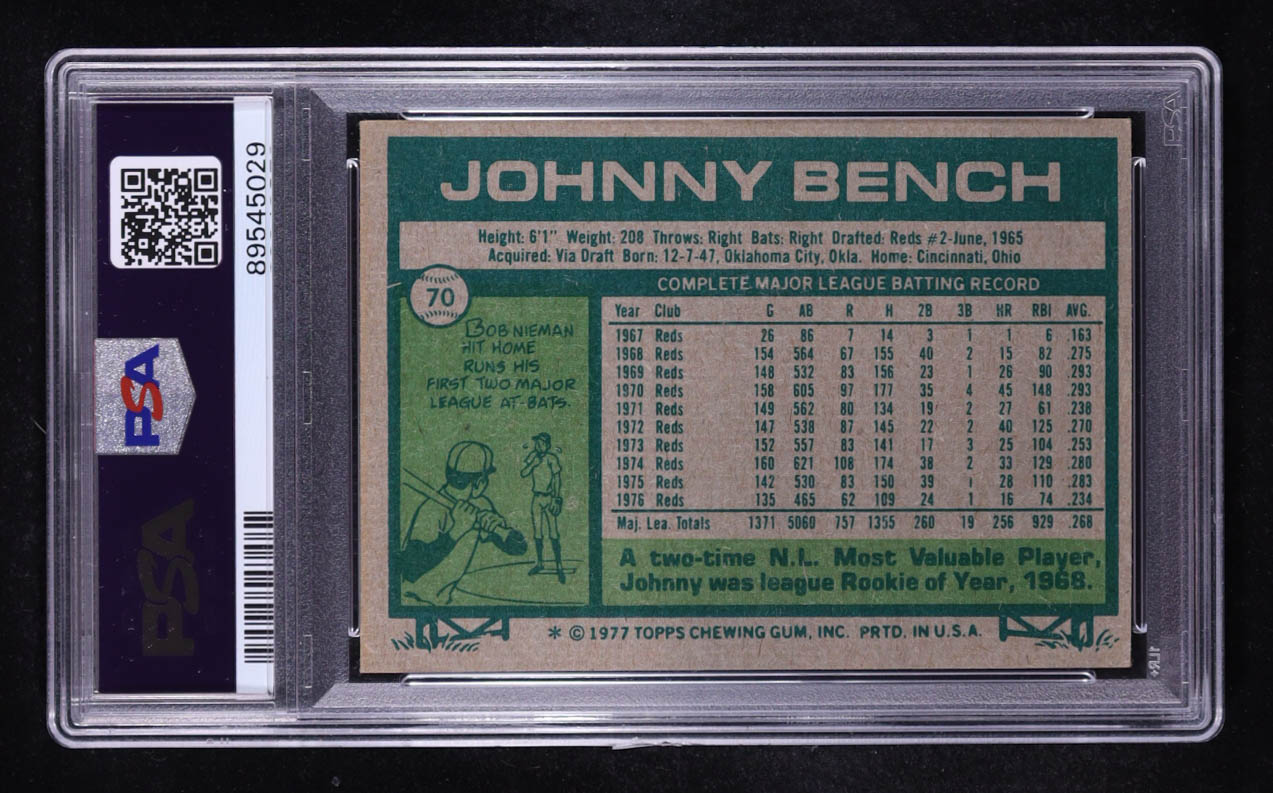 JOHNNY BENCH
Height: 6'1" Weight: 208 Throws: Right Bats: Right Drafted: Reds #2-June, 1965
Acquired: Via Draft Born: 12-7-47, Oklahoma City, Okla. Home: Cincinnati, Ohio
70
BOB NIEMAN
HIT HOME
RUNS HIS
FIRST TWO MAJOR
LEAGUE AT-BATS.
COMPLETE MAJOR LEAGUE BATTING RECORD
Year Club G AB R H 2B 3B HR RBI AVG.
1967 Reds 26 86 7 14 3 1 1 6 .163
1968 Reds 154 564 67 155 40 2 15 82 .275
1969 Reds 148 532 83 156 23 1 26 90 .293
1970 Reds 158 605 97 177 35 4 45 148 .293
1971 Reds 149 562 80 134 19 2 27 61 .238
1972 Reds 147 538 87 145 22 2 40 125 .270
1973 Reds 152 557 83 141 17 3 25 104 .253
1974 Reds 160 621 108 174 38 2 33 129 .280
1975 Reds 142 530 83 150 39 1 28 110 .283
1976 Reds 135 465 62 109 24 1 16 74 .234
Maj. Lea. Totals 1371 5060 757 1355 260 19 256 929 .268
A two-time N.L. Most Valuable Player,
Johnny was league Rookie of Year, 1968.
* © 1977 TOPPS CHEWING GUM, INC. PRTD. IN U.S.A.
89545029
PSA
PSA
PSA